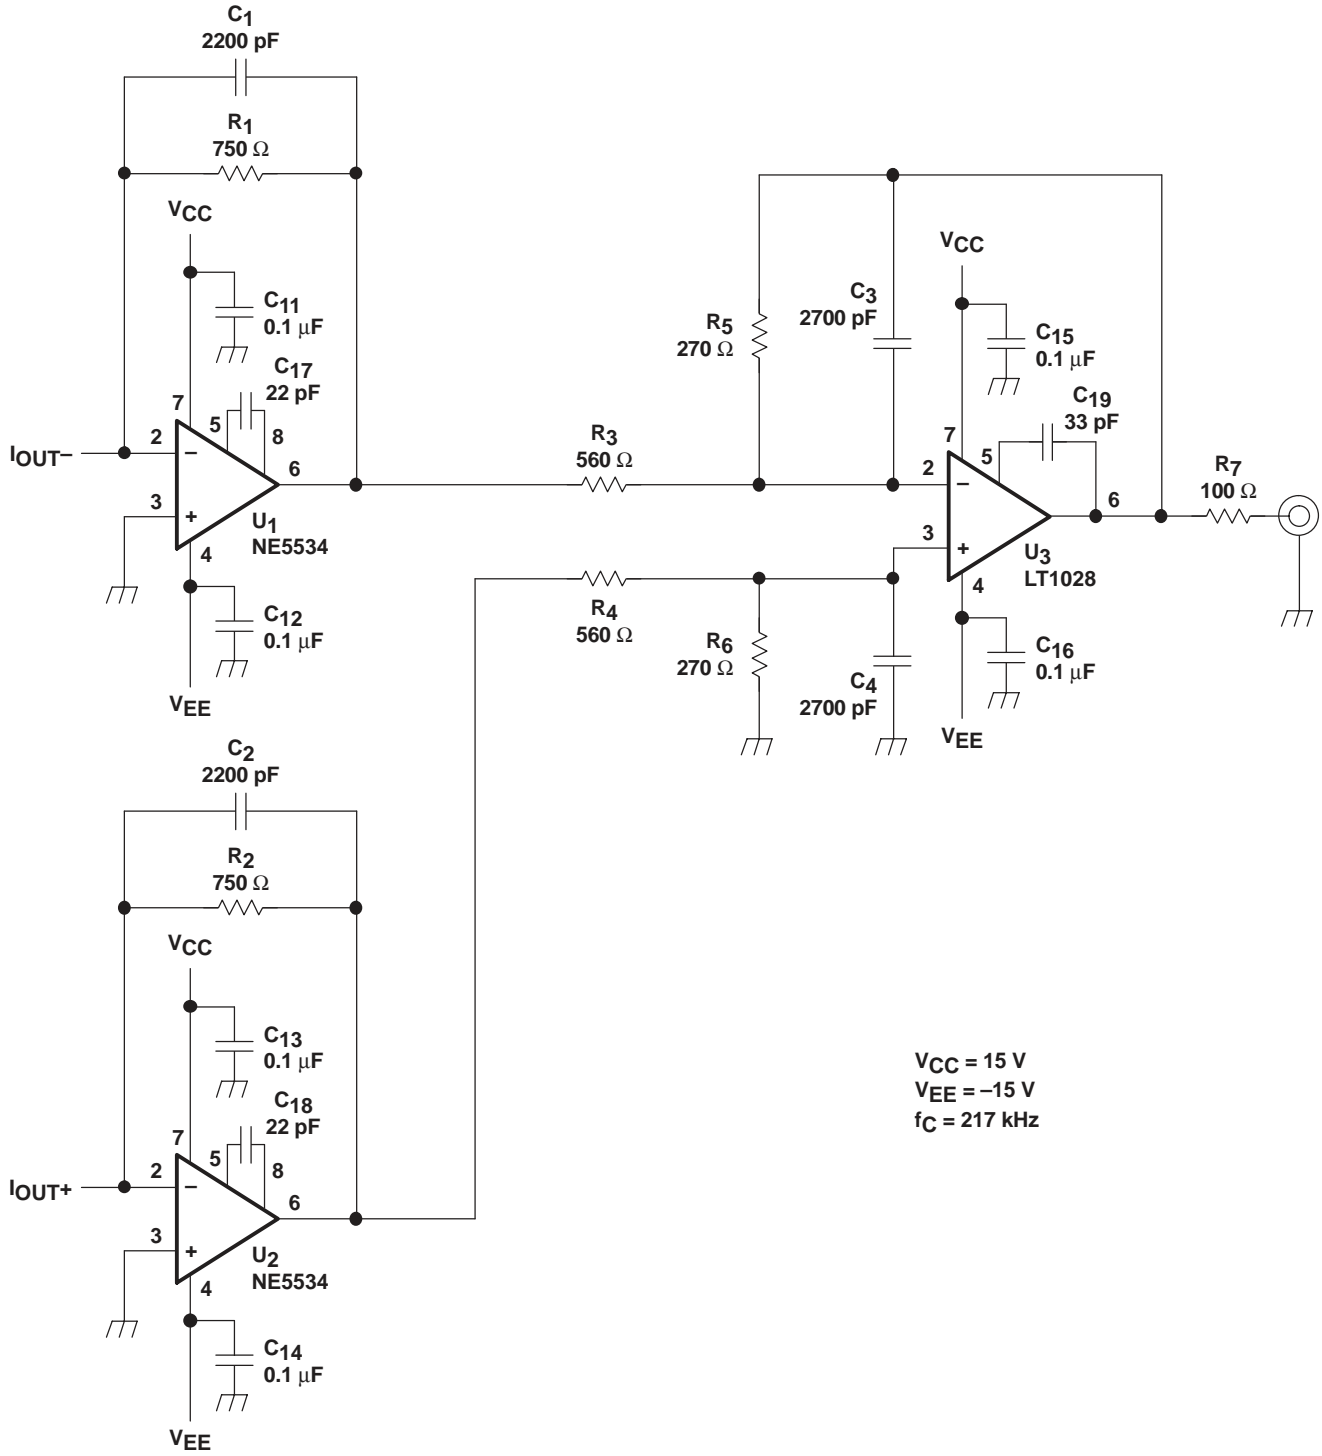 C1
2200 pF
R1
750 Ω
VCC
C11
0.1 μF
C17
22 pF
7
5
8
2
–
6
IOUT–
3
+
U1
NE5534
4
C12
0.1 μF
VEE
R3
560 Ω
R5
270 Ω
C3
2700 pF
VCC
C15
0.1 μF
C19
33 pF
7
5
2
–
6
R7
100 Ω
3
+
U3
LT1028
4
R4
560 Ω
R6
270 Ω
C4
2700 pF
C16
0.1 μF
VEE
C2
2200 pF
R2
750 Ω
VCC
C13
0.1 μF
C18
22 pF
7
5
8
2
–
6
IOUT+
3
+
U2
NE5534
4
C14
0.1 μF
VEE
VCC = 15 V
VEE = –15 V
fC = 217 kHz